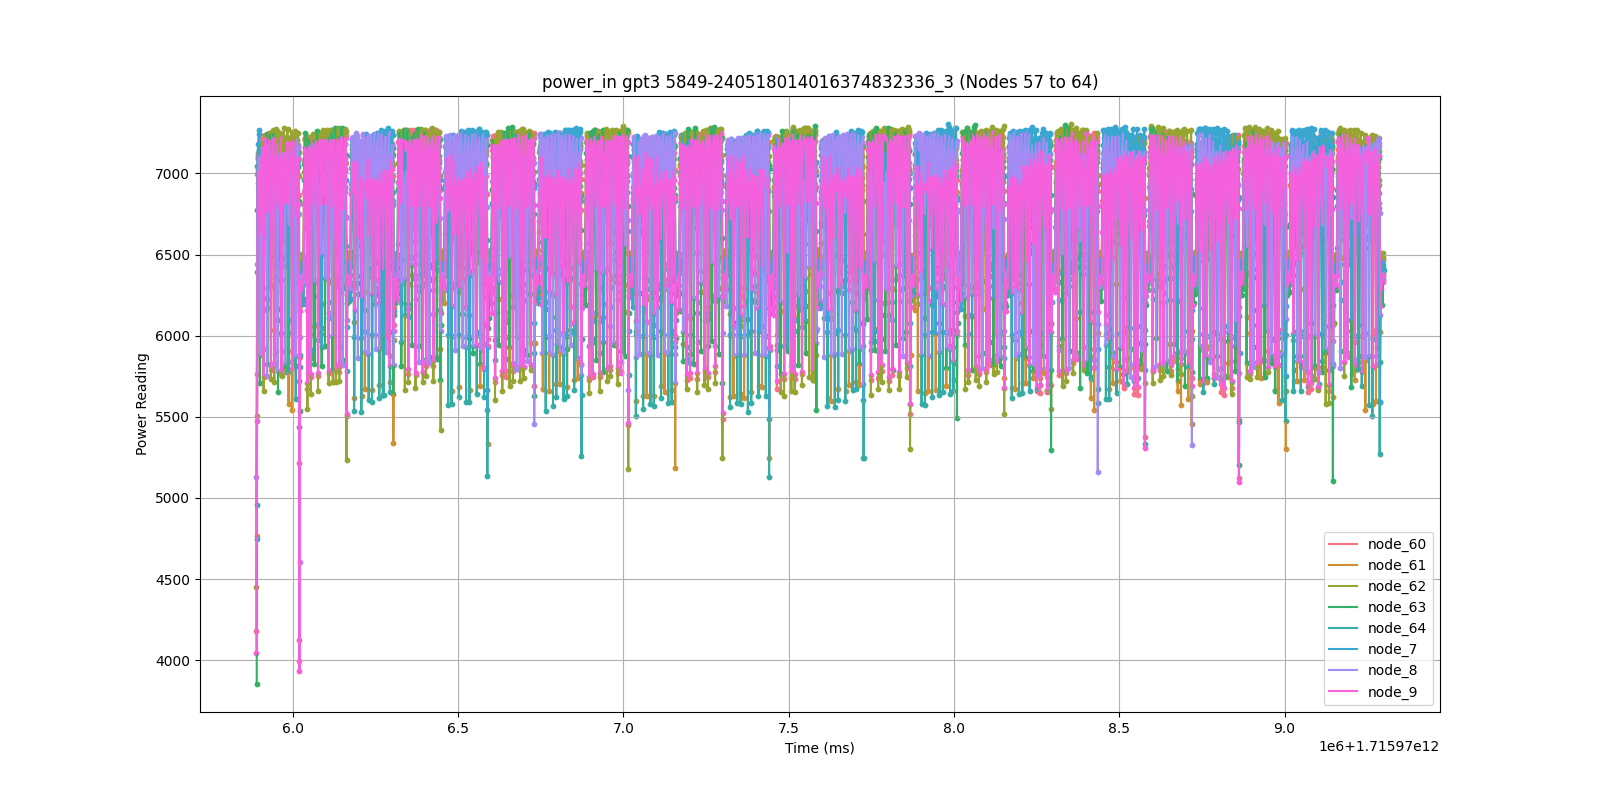 power_in gpt3 5849-240518014016374832336_3 (Nodes 57 to 64)
7000
6500
6000
5500
5000
4500
4000
Power Reading
6.0 6.5 7.0 7.5 8.0 8.5 9.0
Time (ms)
1e6+1.71597e12
node_60
node_61
node_62
node_63
node_64
node_7
node_8
node_9